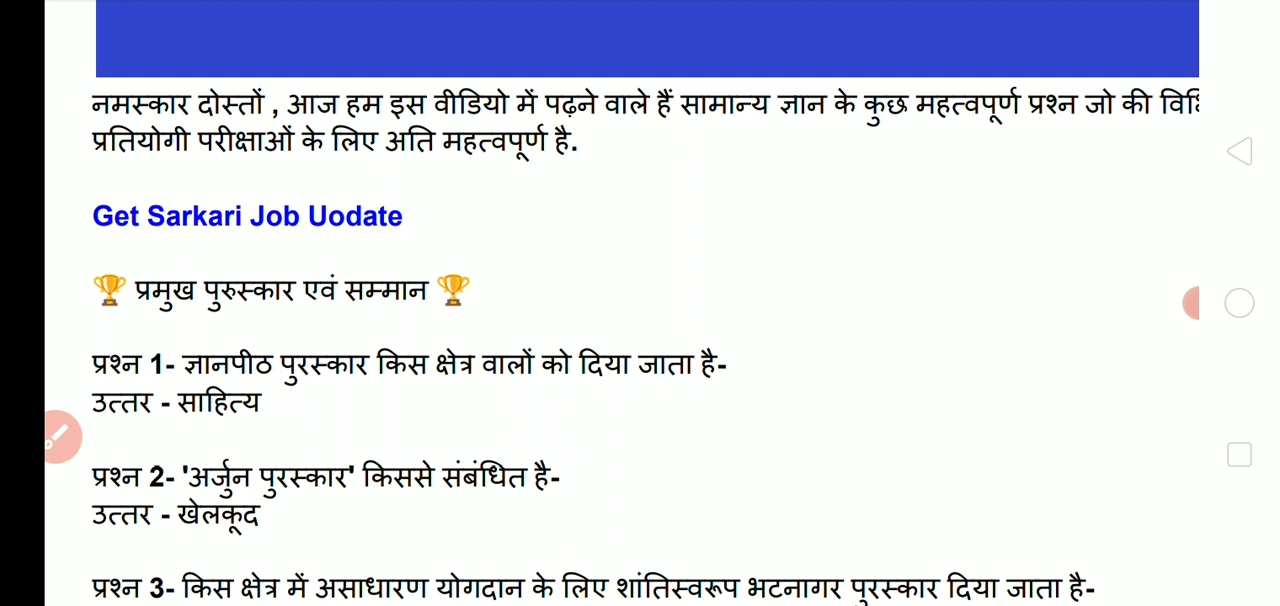 नमस्कार दोस्तों , आज हम इस वीडियो में पढ़ने वाले हैं सामान्य ज्ञान के कुछ महत्वपूर्ण प्रश्न जो की
प्रतियोगी परीक्षाओं के लिए अति महत्वपूर्ण है.
Get Sarkari Job Uodate
🏆 प्रमुख पुरुस्कार एवं सम्मान 🏆
प्रश्न 1- ज्ञानपीठ पुरस्कार किस क्षेत्र वालों को दिया जाता है-
उत्तर - साहित्य
प्रश्न 2- 'अर्जुन पुरस्कार' किससे संबंधित है-
उत्तर - खेलकूद
प्रश्न 3- किस क्षेत्र में असाधारण योगदान के लिए शांतिस्वरूप भटनागर पुरस्कार दिया जाता है-